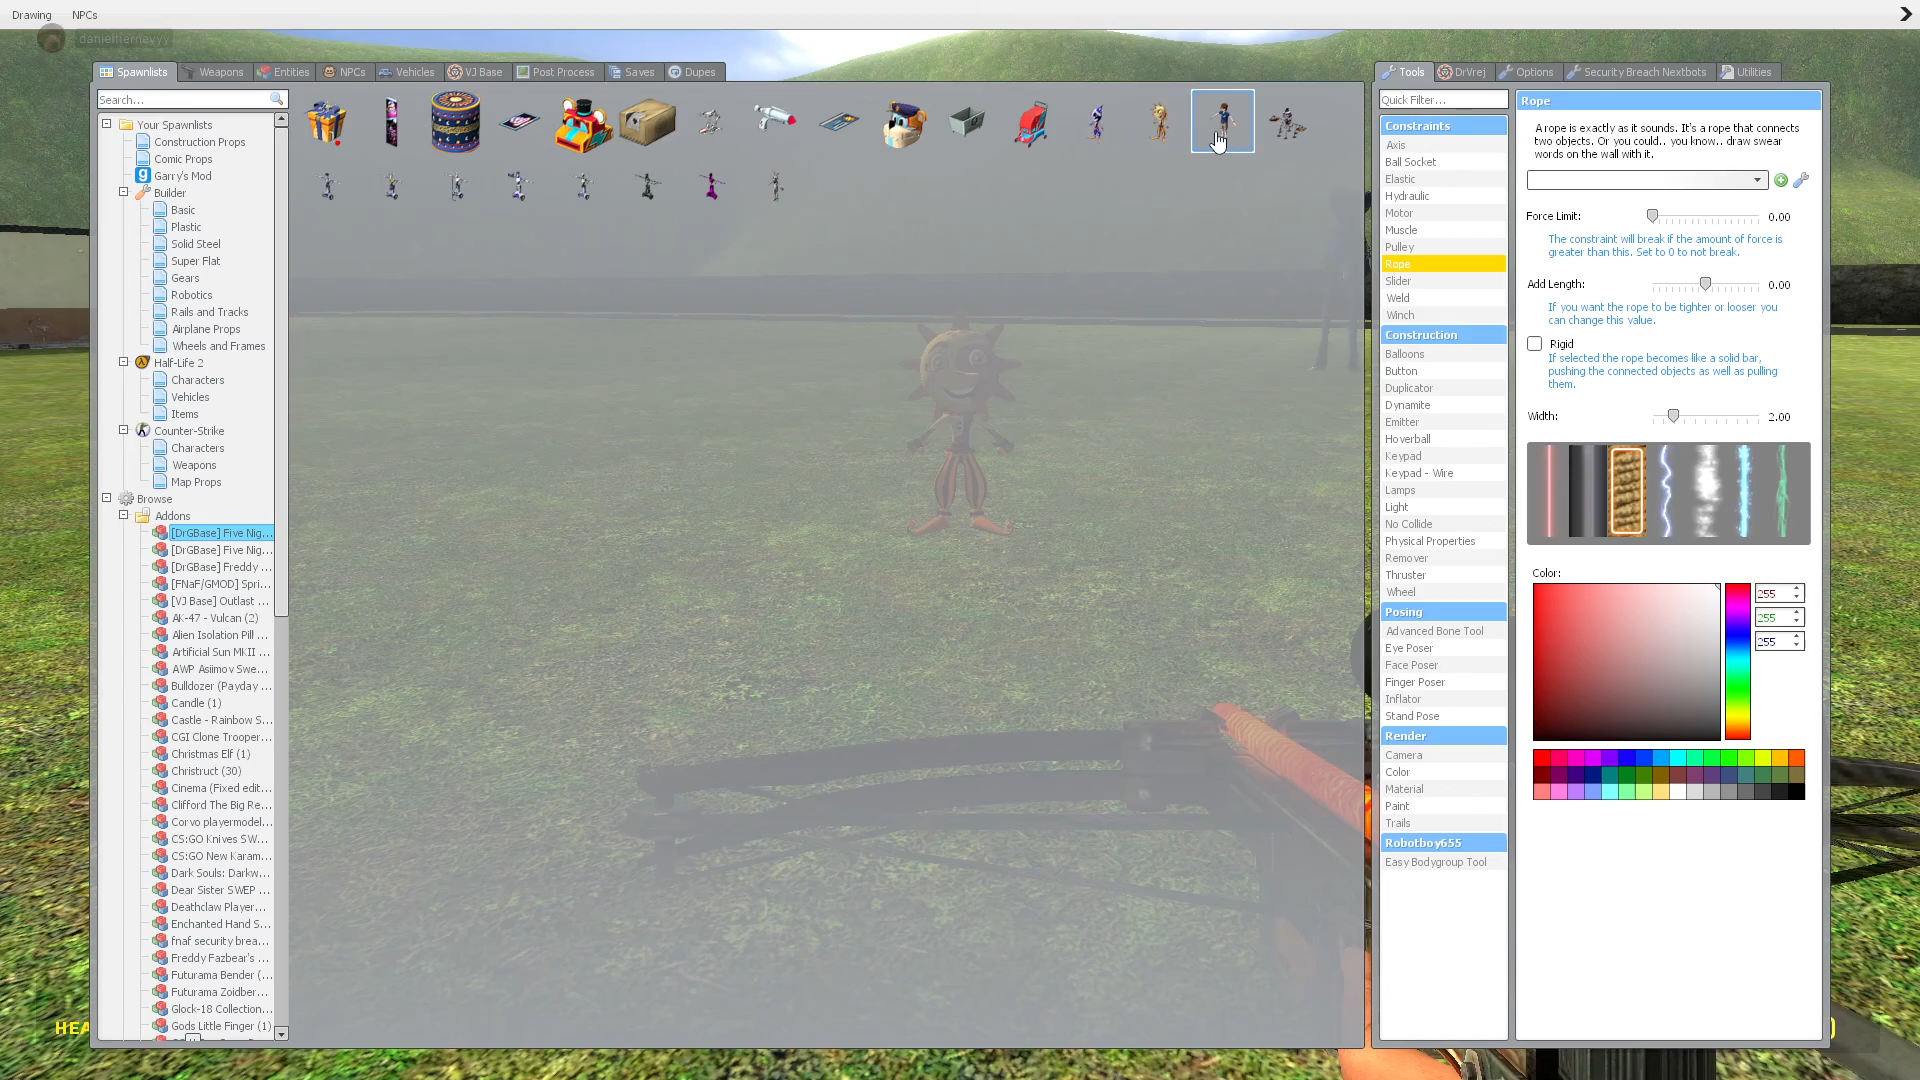 Drawing NPCs
danieltierneyyy
Spawnlists Weapons Entities NPCs Vehicles VJ Base Post Process Saves Dupes
Search...
Your Spawnlists
Construction Props
Comic Props
Garry's Mod
Builder
Basic
Plastic
Solid Steel
Super Flat
Gears
Robotics
Rails and Tracks
Airplane Props
Wheels and Frames
Half-Life 2
Characters
Vehicles
Items
Counter-Strike
Characters
Weapons
Map Props
Browse
Addons
[DrGBase] Five Nig...
[DrGBase] Five Nig...
[DrGBase] Freddy ...
[FNaF/GMOD] Spri...
[VJ Base] Outlast ...
AK-47 - Vulcan (2)
Alien Isolation Pill ...
Artificial Sun MKII ...
AWP Asiimov Swe...
Bulldozer (Payday ...
Candle (1)
Castle - Rainbow S...
CGI Clone Trooper...
Christmas Elf (1)
Christruct (30)
Cinema (Fixed edit...
Clifford The Big Re...
Corvo playermodel...
CS:GO Knives SW...
CS:GO New Karam...
Dark Souls: Darkw...
Dear Sister SWEP ...
Deathclaw Player...
Enchanted Hand S...
fnaf security brea...
Freddy Fazbear's ...
Futurama Bender (...
Futurama Zoidber...
Glock-18 Collection...
Gods Little Finger (1)
HEA
Tools DrVrej Options Security Breach Nextbots Utilities
Quick Filter...
Constraints
Axis
Ball Socket
Elastic
Hydraulic
Motor
Muscle
Pulley
Rope
Slider
Weld
Winch
Construction
Balloons
Button
Duplicator
Dynamite
Emitter
Hoverball
Keypad
Keypad - Wire
Lamps
Light
No Collide
Physical Properties
Remover
Thruster
Wheel
Posing
Advanced Bone Tool
Eye Poser
Face Poser
Finger Poser
Inflator
Stand Pose
Render
Camera
Color
Material
Paint
Trails
Robotboy655
Easy Bodygroup Tool
Rope
A rope is exactly as it sounds. It's a rope that connects
two objects. Or you could.. you know.. draw swear
words on the wall with it.
Force Limit: 0.00
The constraint will break if the amount of force is
greater than this. Set to 0 to not break.
Add Length: 0.00
If you want the rope to be tighter or looser you
can change this value.
Rigid
If selected the rope becomes like a solid bar,
pushing the connected objects as well as pulling
them.
Width: 2.00
Color:
255
255
255